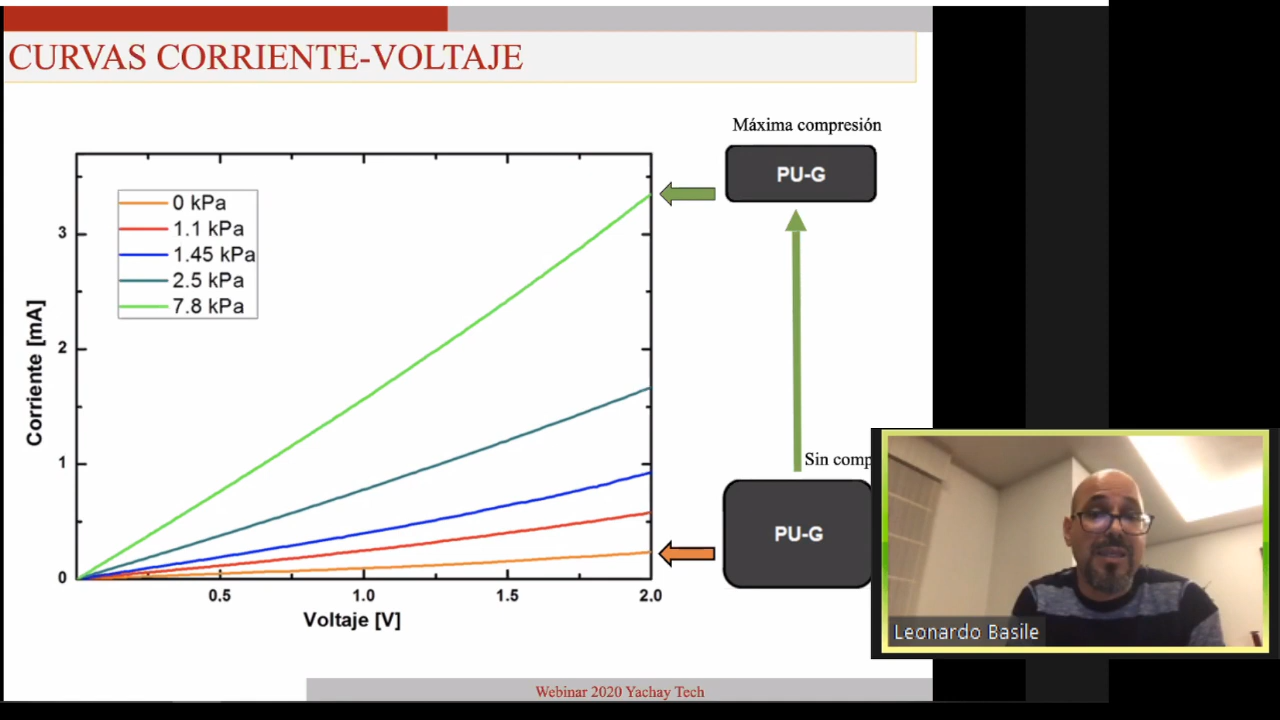 CURVAS CORRIENTE-VOLTAJE
Máxima compresión
PU-G
0 kPa
1.1 kPa
1.45 kPa
2.5 kPa
7.8 kPa
3
2
1
0
0.5
1.0
1.5
2.0
Corriente [mA]
Voltaje [V]
Sin comp
PU-G
Leonardo Basile
Webinar 2020 Yachay Tech